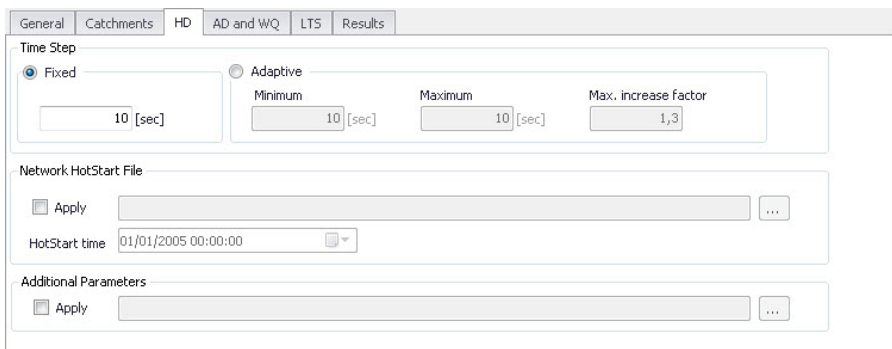 General Catchments HD AD and WQ LTS Results
Time Step
Fixed Adaptive
Minimum Maximum Max. increase factor
10 [sec] 10 [sec] 10 [sec] 1,3
Network HotStart File
Apply ...
HotStart time 01/01/2005 00:00:00
Additional Parameters
Apply ...